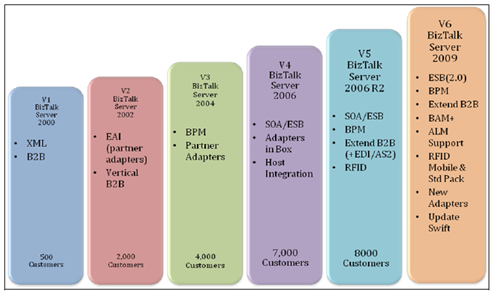 V1
BizTalk
Server
2000
• XML
• B2B
500
Customers
V2
BizTalk
Server
2002
• EAI
(partner
adapters)
• Vertical
B2B
2,000
Customers
V3
BizTalk
Server
2004
• BPM
• Partner
Adapters
4,000
Customers
V4
BizTalk
Server
2006
• SOA/ESB
• Adapters
in Box
• Host
Integration
7,000
Customers
V5
BizTalk
Server
2006 R2
• SOA/ESB
• BPM
• Extend B2B
(+EDI/AS2)
• RFID
8000
Customers
V6
BizTalk
Server
2009
• ESB(2.0)
• BPM
• Extend B2B
• BAM+
• ALM
Support
• RFID
Mobile &
Std Pack
• New
Adapters
• Update
Swift